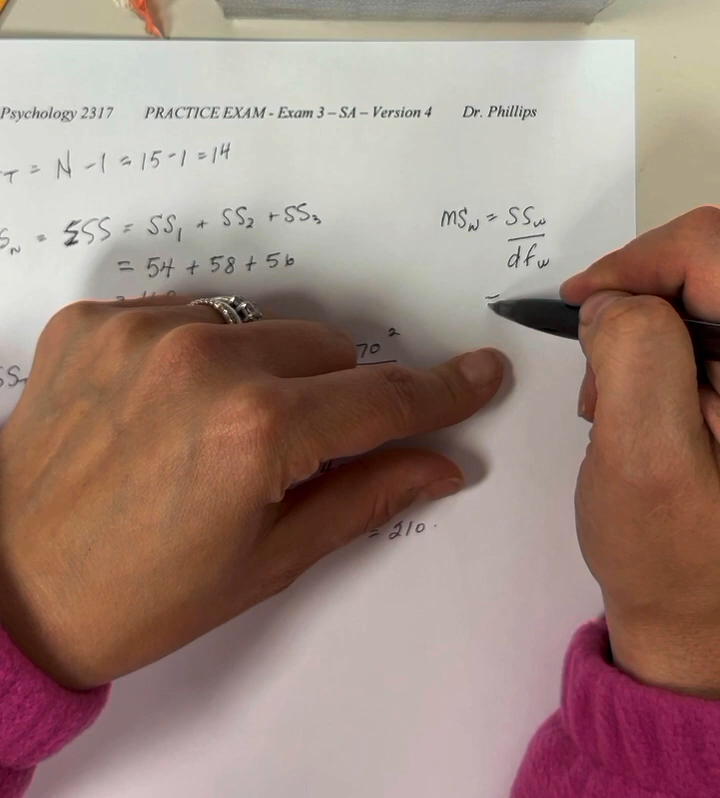 Psychology 2317 PRACTICE EXAM - Exam 3 – SA – Version 4 Dr. Phillips
T = N - 1 = 15 - 1 = 14
SS = SS1 + SS2 + SS3
= 54 + 58 + 56
MSw = SSw
dfw
=
70²
= 210.